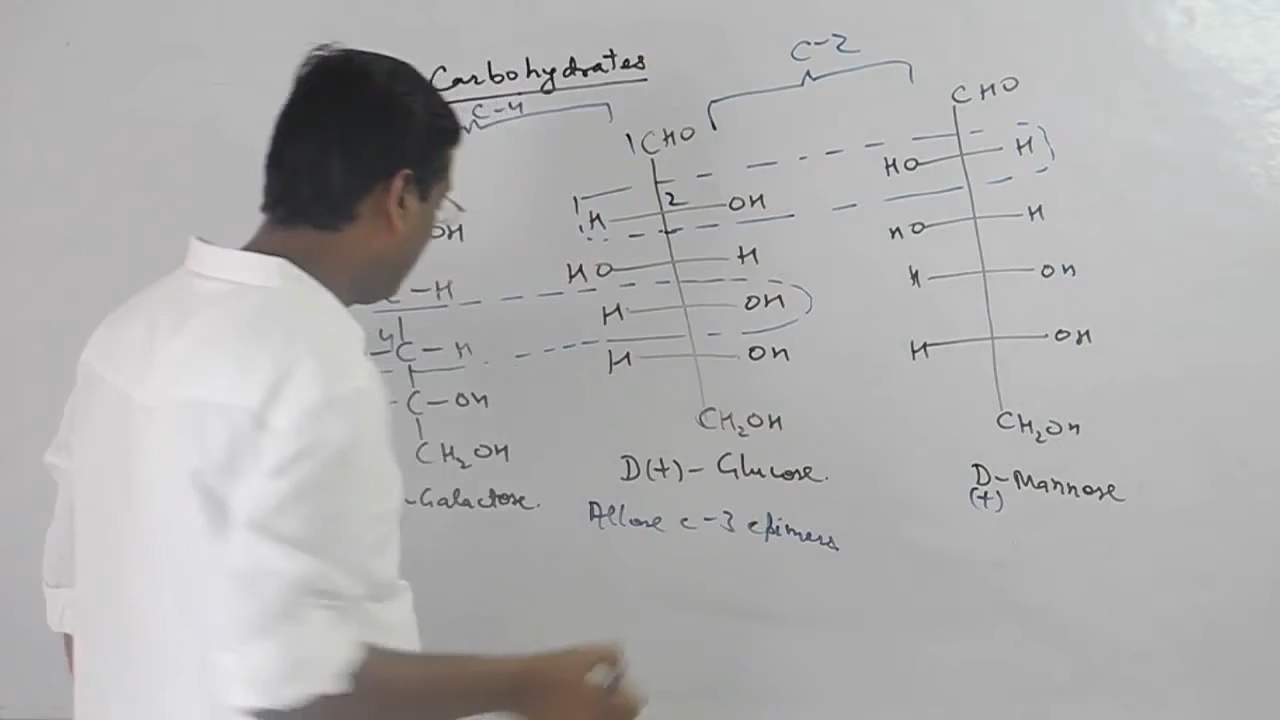 Carbohydrates
C-4
C-2
OH
C-H
4
C-H
-C-OH
CH2OH
-Galactose.
1CHO
2
H OH
HO H
H OH
H OH
CH2OH
D(+)-Glucose.
Allose C-3 epimers
CHO
HO H
HO H
H OH
H OH
CH2OH
D-Mannose
(+)